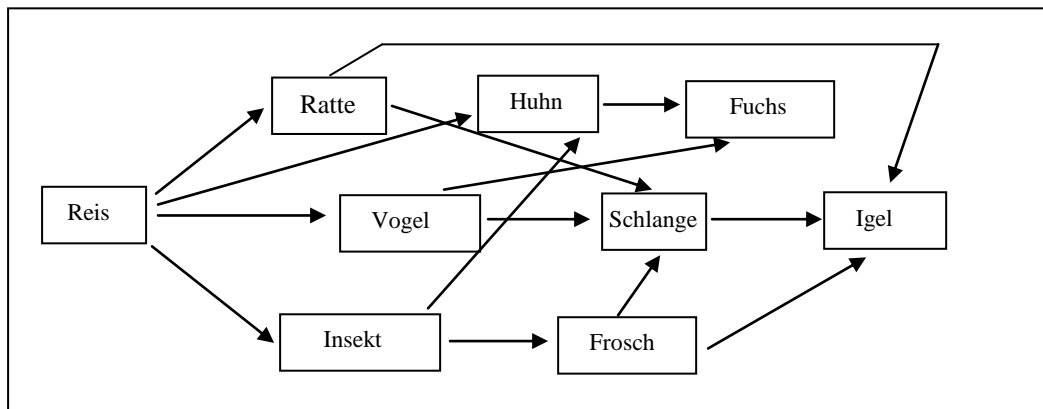 Ratte
Huhn
Fuchs
Reis
Vogel
Schlange
Igel
Insekt
Frosch